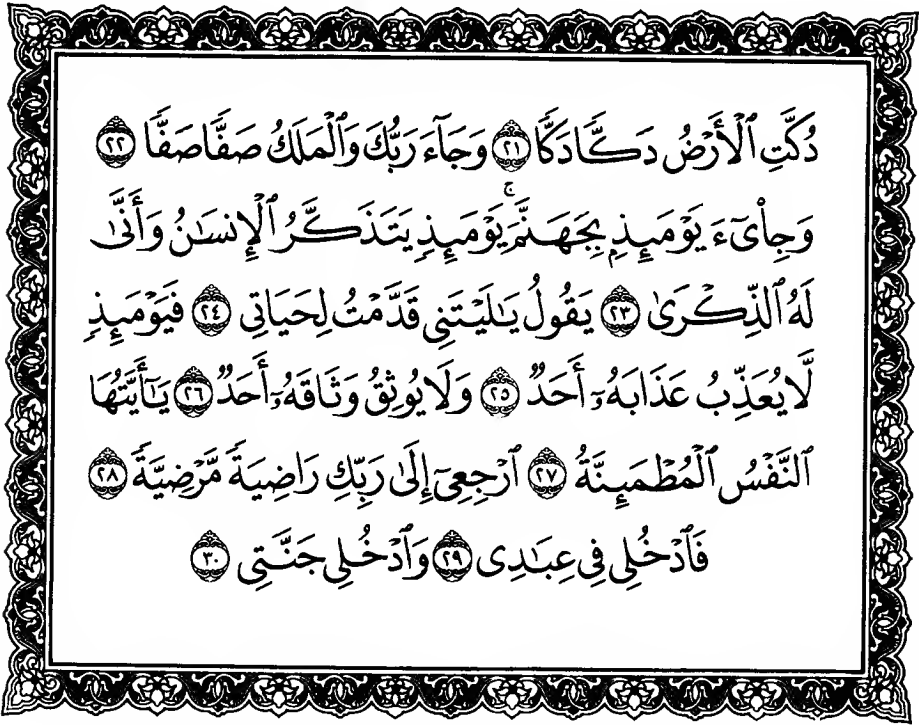 دُكَّتِ ٱلْأَرْضُ دَكًّا دَكًّا ٢١ وَجَآءَ رَبُّكَ وَٱلْمَلَكُ صَفًّا صَفًّا ٢٢
وَجِا۟ىٓءَ يَوْمَئِذٍۭ بِجَهَنَّمَۚ يَوْمَئِذٍ يَتَذَكَّرُ ٱلْإِنسَٰنُ وَأَنَّىٰ
لَهُ ٱلذِّكْرَىٰ ٢٣ يَقُولُ يَٰلَيْتَنِى قَدَّمْتُ لِحَيَاتِى ٢٤ فَيَوْمَئِذٍ
لَّا يُعَذِّبُ عَذَابَهُۥٓ أَحَدٌ ٢٥ وَلَا يُوثِقُ وَثَاقَهُۥٓ أَحَدٌ ٢٦ يَٰٓأَيَّتُهَا
ٱلنَّفْسُ ٱلْمُطْمَئِنَّةُ ٢٧ ٱرْجِعِىٓ إِلَىٰ رَبِّكِ رَاضِيَةً مَّرْضِيَّةً ٢٨
فَٱدْخُلِى فِى عِبَٰدِى ٢٩ وَٱدْخُلِى جَنَّتِى ٣٠